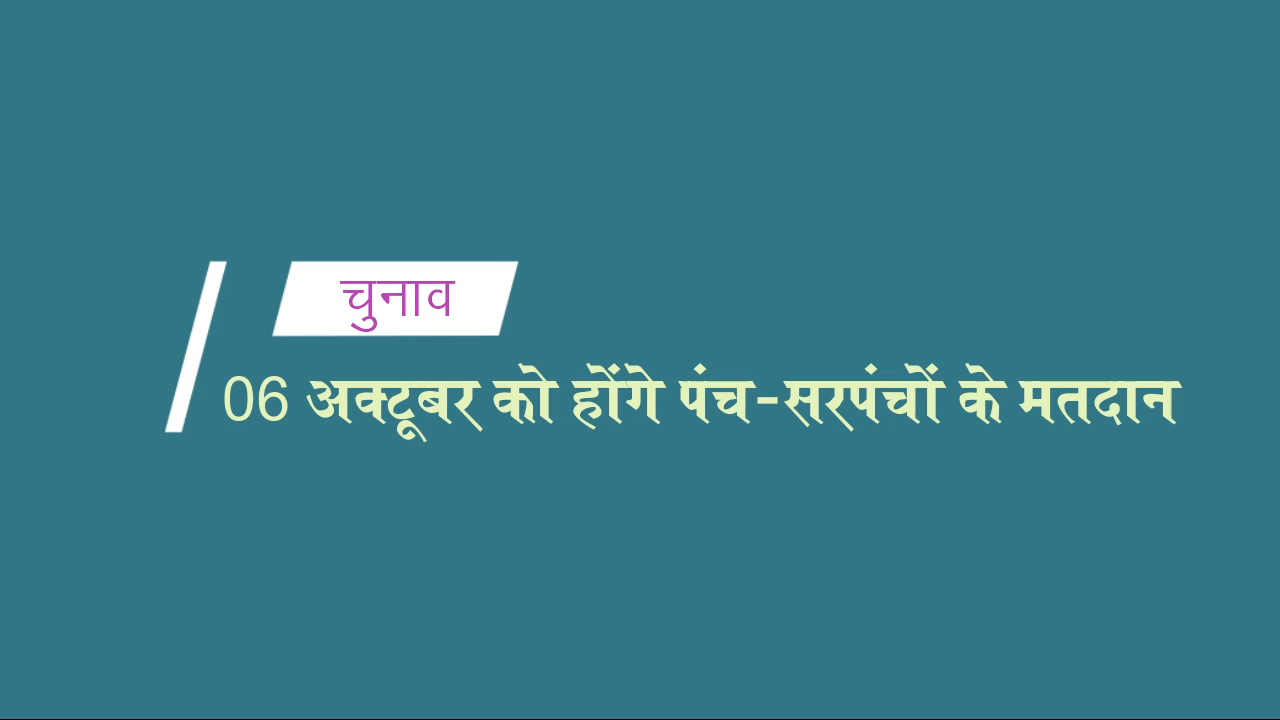 चुनाव
06 अक्टूबर को होंगे पंच-सरपंचों के मतदान